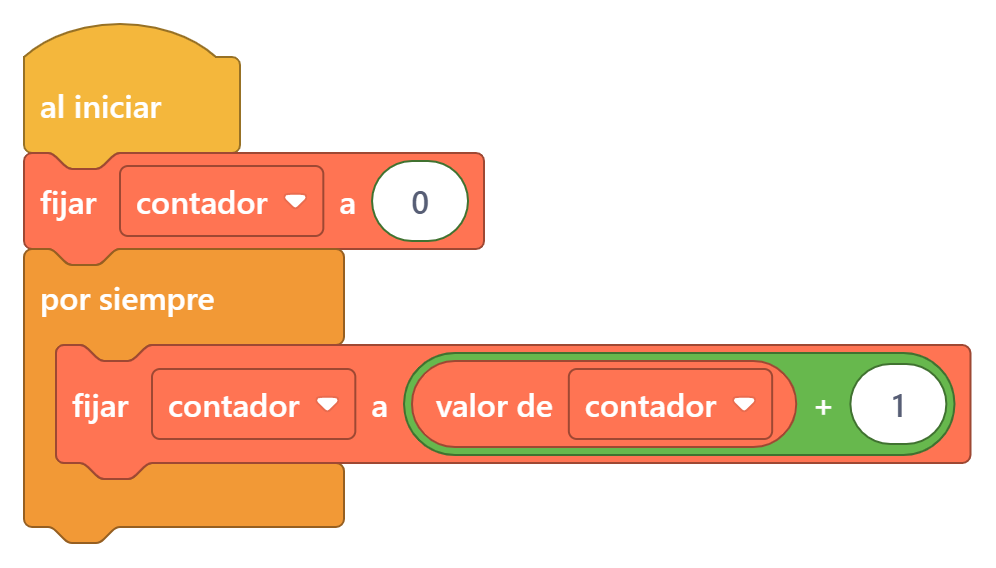 al iniciar
fijar contador a 0
por siempre
fijar contador a valor de contador + 1